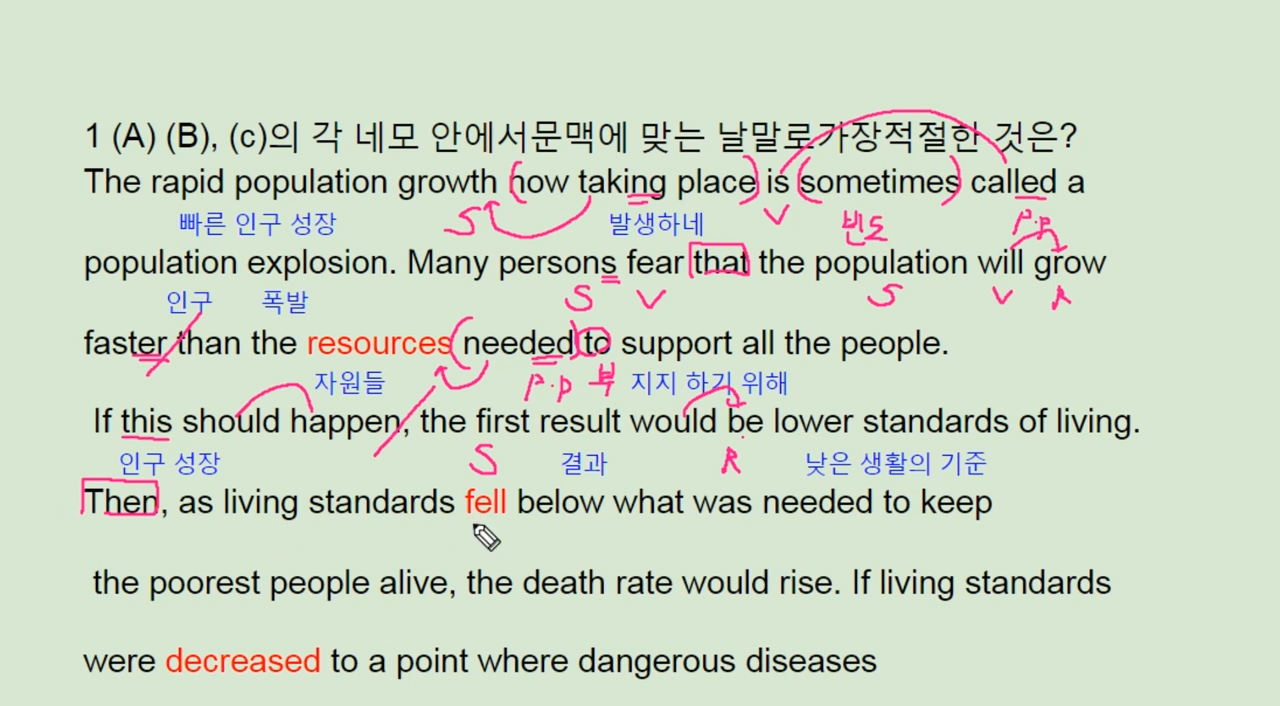 1 (A) (B), (c)의 각 네모 안에서문맥에 맞는 날말로가장적절한 것은?
The rapid population growth now taking place is sometimes called a
빠른 인구 성장 S 발생하네 V 빈도 P.P
population explosion. Many persons fear that the population will grow
인구 폭발 S V S V R
faster than the resources needed to support all the people.
자원들 P.P 부 지지 하기 위해
If this should happen, the first result would be lower standards of living.
인구 성장 S 결과 R 낮은 생활의 기준
Then, as living standards fell below what was needed to keep
the poorest people alive, the death rate would rise. If living standards
were decreased to a point where dangerous diseases